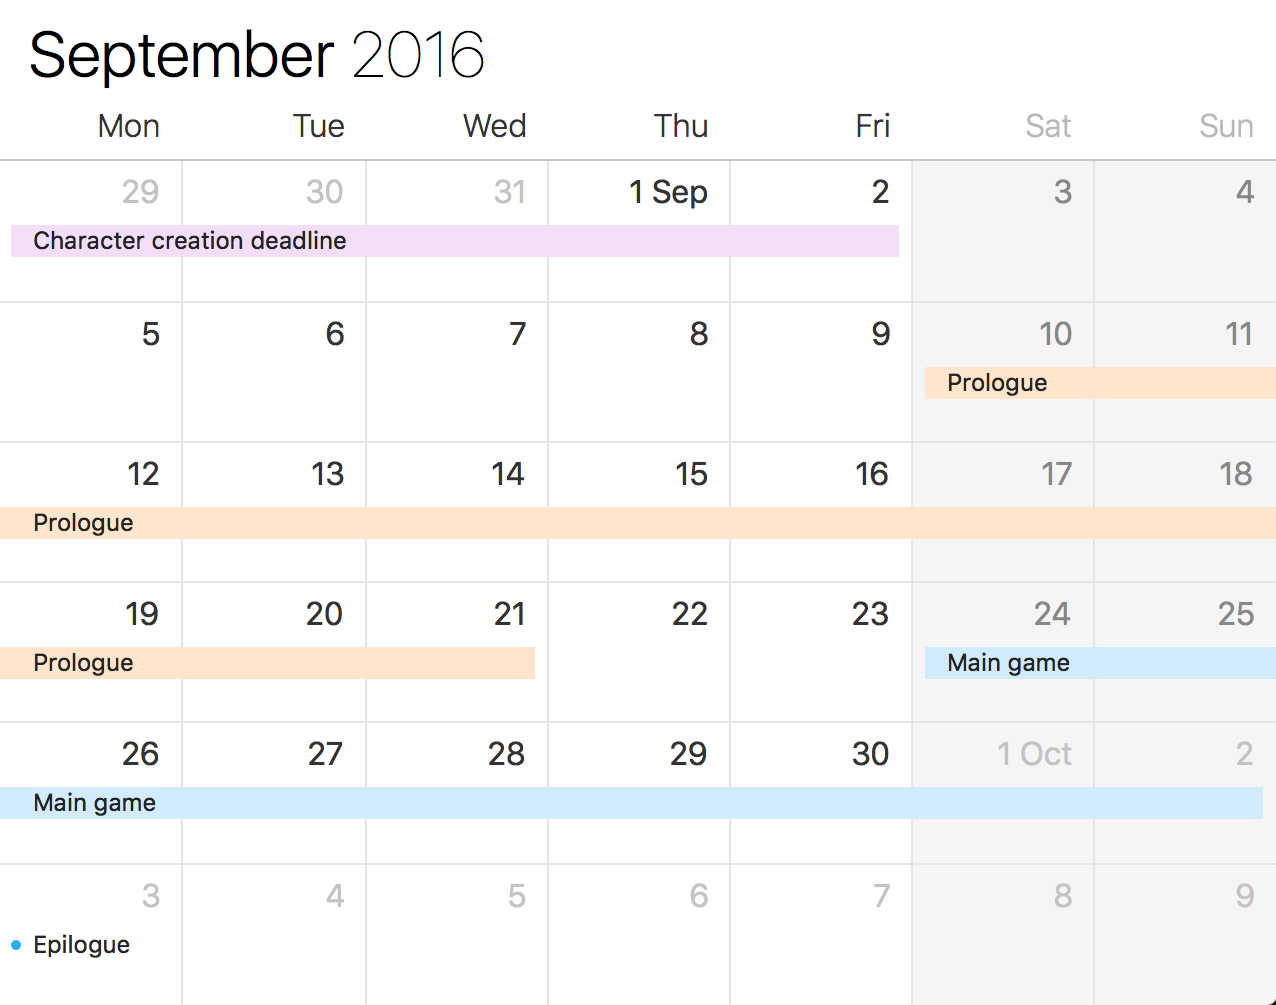 September 2016
Mon Tue Wed Thu Fri Sat Sun
29 30 31 1 Sep 2 3 4
Character creation deadline
5 6 7 8 9 10 11
Prologue
12 13 14 15 16 17 18
Prologue
19 20 21 22 23 24 25
Prologue Main game
26 27 28 29 30 1 Oct 2
Main game
3 4 5 6 7 8 9
Epilogue